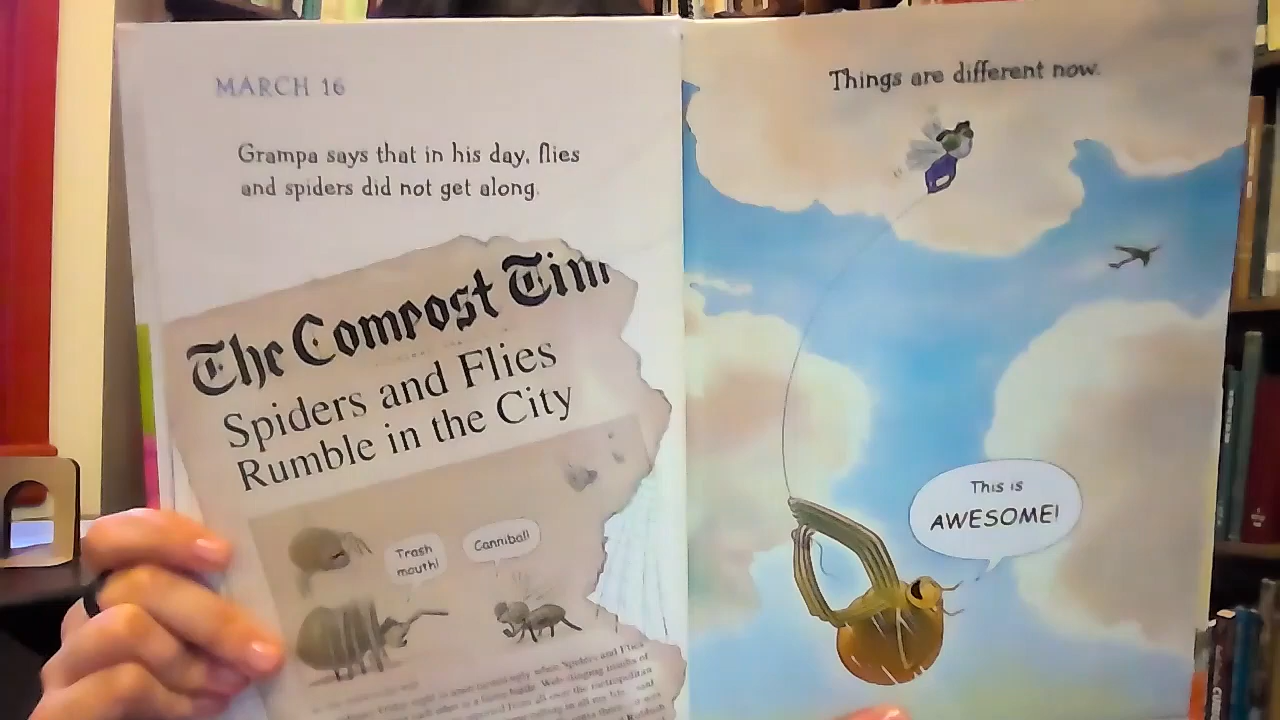 MARCH 16
Grampa says that in his day, flies
and spiders did not get along.
The Compost Tim
Spiders and Flies
Rumble in the City
Trash
mouth!
Cannibal!
Things are different now.
This is
AWESOME!